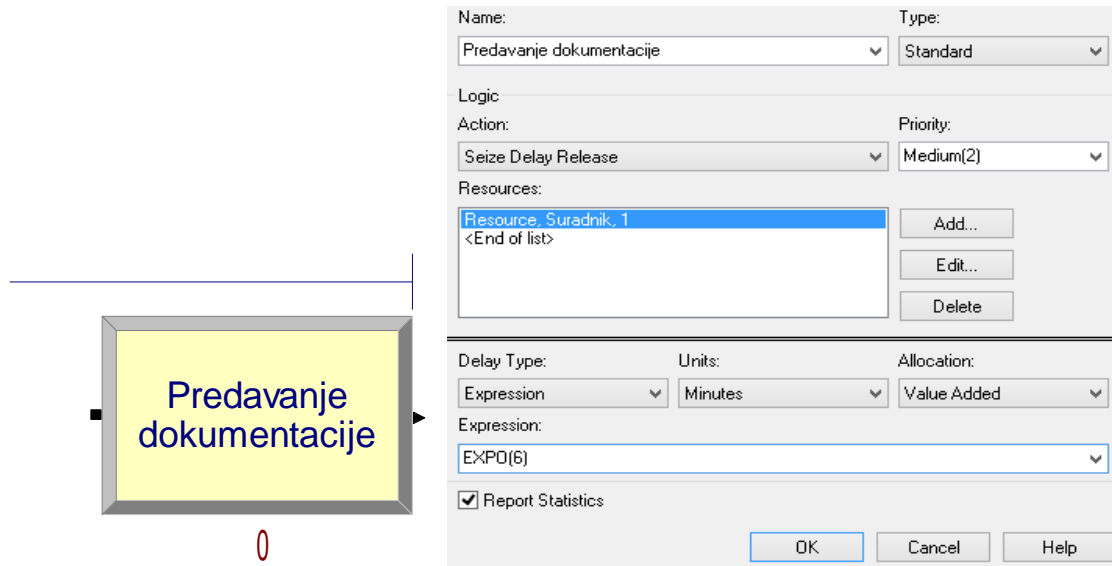 Predavanje
dokumentacije
0
Name:
Type:
Predavanje dokumentacije
Standard
Logic
Action:
Priority:
Seize Delay Release
Medium(2)
Resources:
Resource, Suradnik, 1
<End of list>
Add...
Edit...
Delete
Delay Type:
Units:
Allocation:
Expression
Minutes
Value Added
Expression:
EXPO(6)
Report Statistics
OK
Cancel
Help